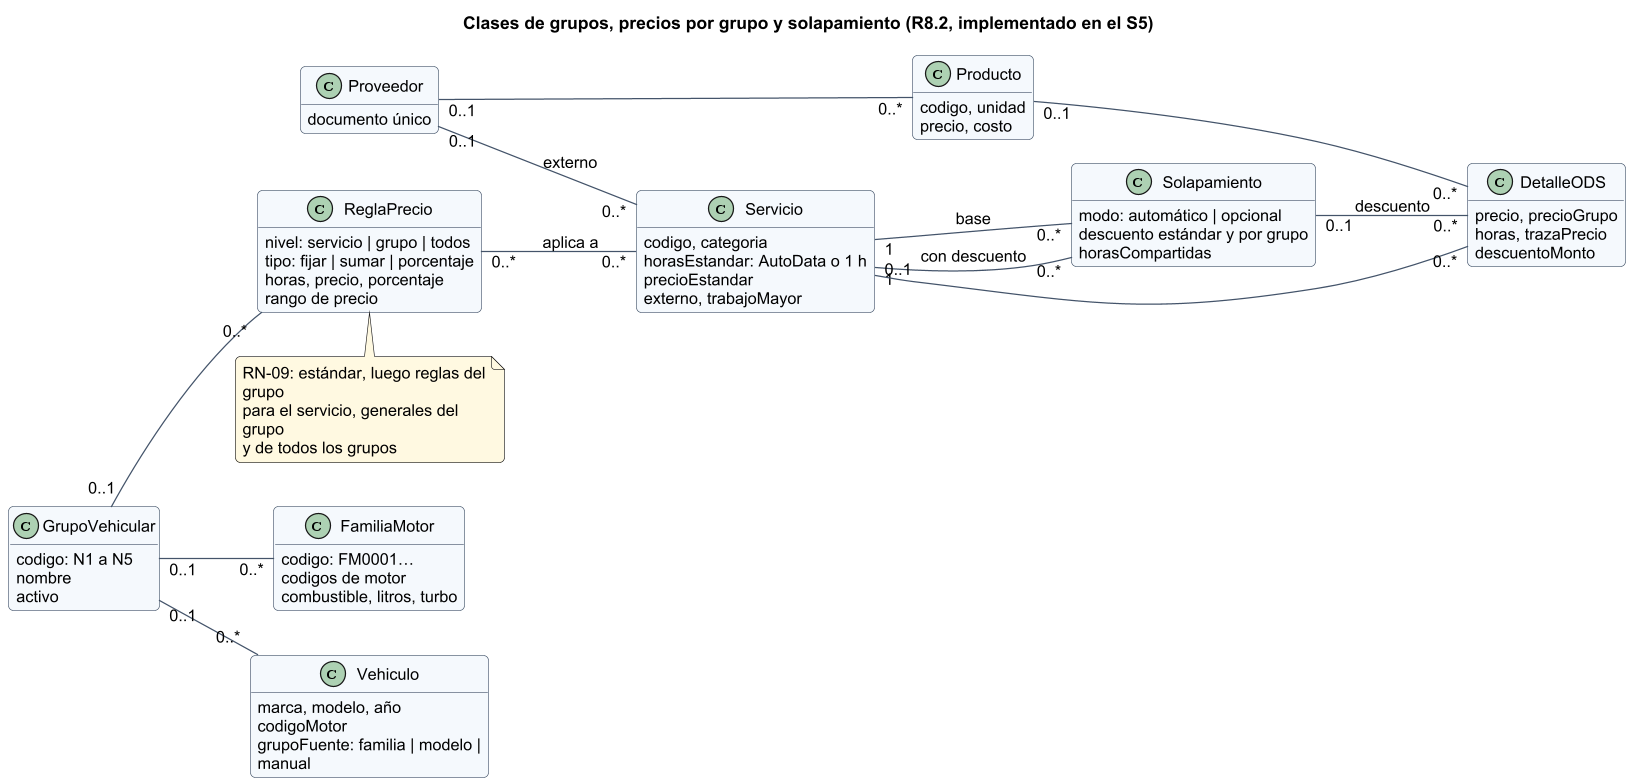 Clases de grupos, precios por grupo y solapamiento (R8.2, implementado en el S5)
C Proveedor
documento único
0..1
0..*
C Producto
codigo, unidad
precio, costo
0..1
0..*
0..1
externo
0..*
C ReglaPrecio
nivel: servicio | grupo | todos
tipo: fijar | sumar | porcentaje
horas, precio, porcentaje
rango de precio
0..*
aplica a
0..*
C Servicio
codigo, categoria
horasEstandar: AutoData o 1 h
precioEstandar
externo, trabajoMayor
base
1
0..*
con descuento
0..1
0..*
1
0..*
C Solapamiento
modo: automático | opcional
descuento estándar y por grupo
horasCompartidas
descuento
0..1
0..*
C DetalleODS
precio, precioGrupo
horas, trazaPrecio
descuentoMonto
0..*
0..1
RN-09: estándar, luego reglas del
grupo
para el servicio, generales del
grupo
y de todos los grupos
C GrupoVehicular
codigo: N1 a N5
nombre
activo
0..1
0..*
C FamiliaMotor
codigo: FM0001…
codigos de motor
combustible, litros, turbo
0..1
0..*
C Vehiculo
marca, modelo, año
codigoMotor
grupoFuente: familia | modelo |
manual